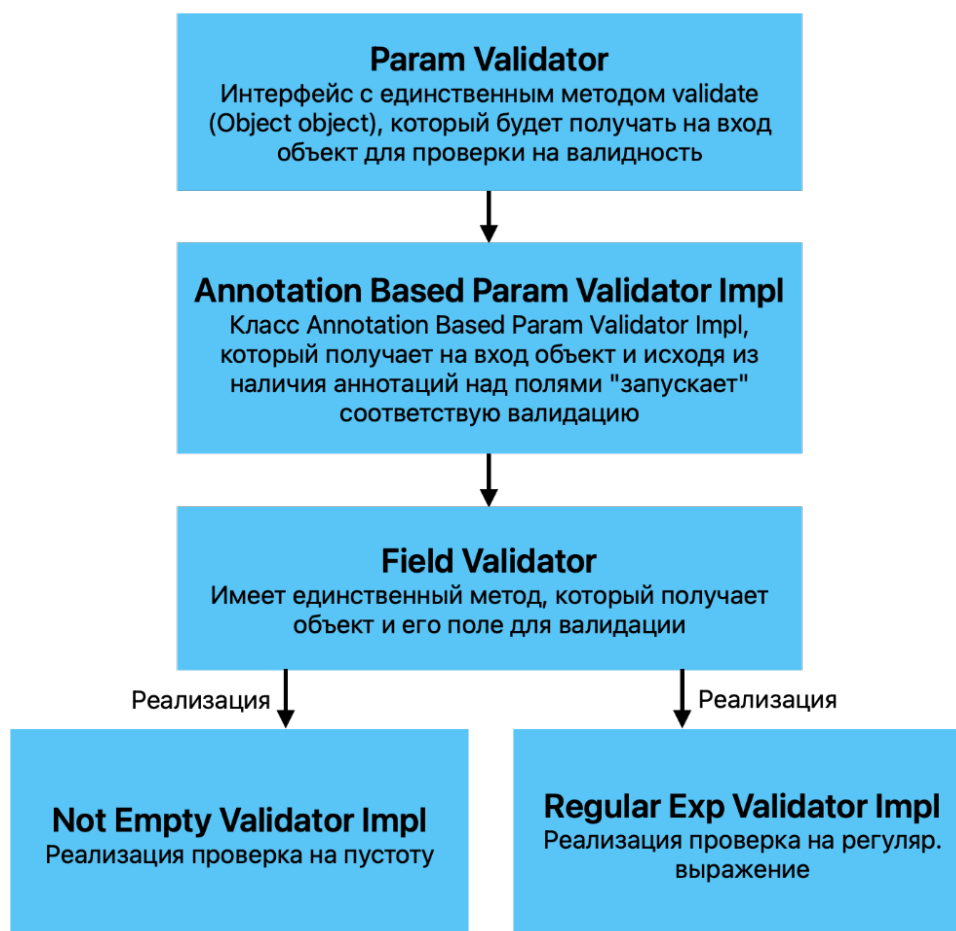 Param Validator
Интерфейс с единственным методом validate
(Object object), который будет получать на вход
объект для проверки на валидность
Annotation Based Param Validator Impl
Класс Annotation Based Param Validator Impl,
который получает на вход объект и исходя из
наличия аннотаций над полями "запускает"
соответствую валидацию
Field Validator
Имеет единственный метод, который получает
объект и его поле для валидации
Реализация
Реализация
Not Empty Validator Impl
Реализация проверка на пустоту
Regular Exp Validator Impl
Реализация проверка на регуляр.
выражение